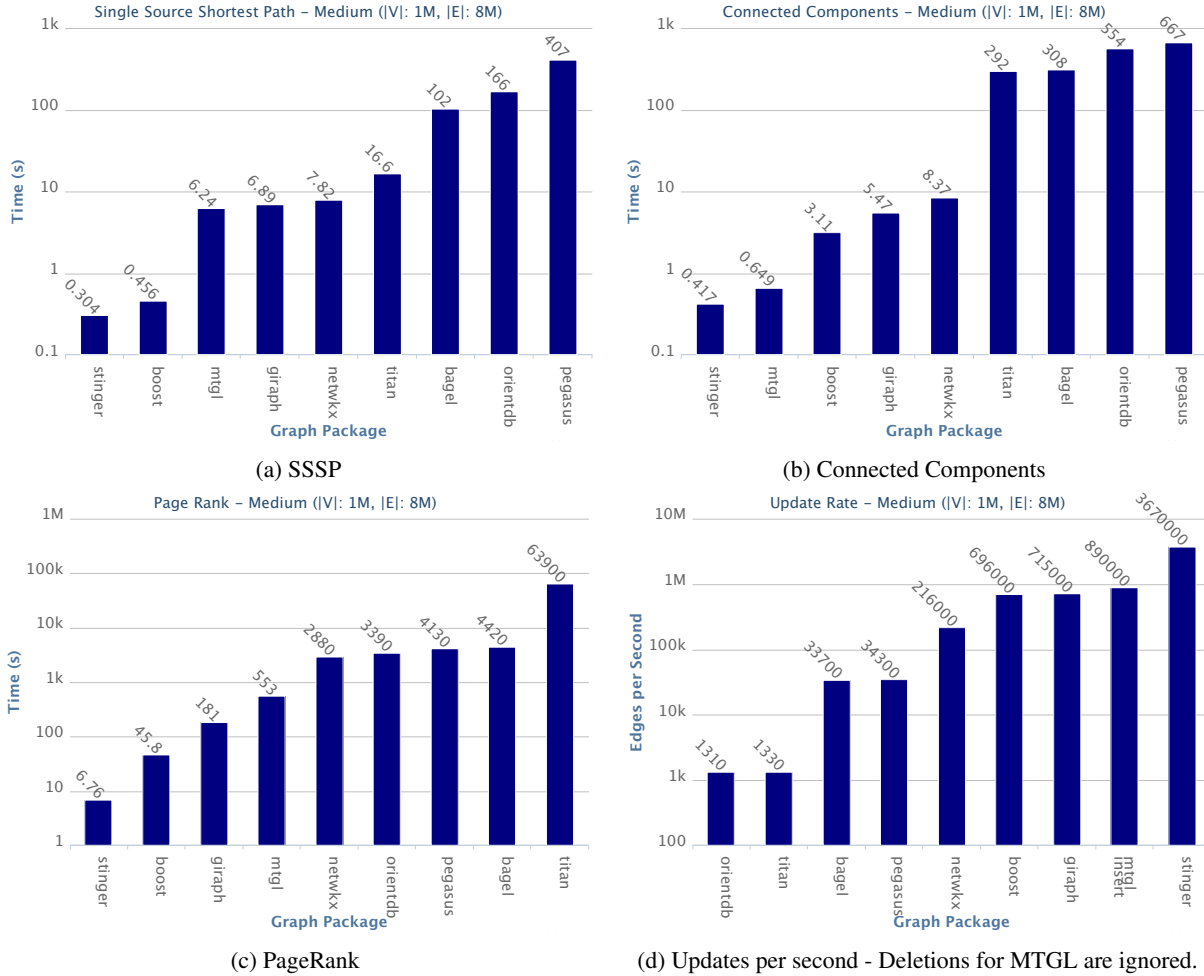 Single Source Shortest Path – Medium (|V|: 1M, |E|: 8M)
1k
100
10
1
0.1
Time (s)
0.304
0.456
6.24
6.89
7.82
16.6
102
166
407
stinger
boost
mtgl
giraph
netwkx
titan
bagel
orientdb
pegasus
Graph Package
(a) SSSP
Connected Components – Medium (|V|: 1M, |E|: 8M)
1k
100
10
1
0.1
Time (s)
0.417
0.649
3.11
5.47
8.37
292
308
554
667
stinger
mtgl
boost
giraph
netwkx
titan
bagel
orientdb
pegasus
Graph Package
(b) Connected Components
Page Rank – Medium (|V|: 1M, |E|: 8M)
1M
100k
10k
1k
100
10
1
Time (s)
6.76
45.8
181
553
2880
3390
4130
4420
63900
stinger
boost
giraph
mtgl
netwkx
orientdb
pegasus
bagel
titan
Graph Package
(c) PageRank
Update Rate – Medium (|V|: 1M, |E|: 8M)
10M
1M
100k
10k
1k
100
Edges per Second
1310
1330
33700
34300
216000
696000
715000
890000
3670000
orientdb
titan
bagel
pegasus
netwkx
boost
giraph
mtgl
insert
stinger
Graph Package
(d) Updates per second - Deletions for MTGL are ignored.